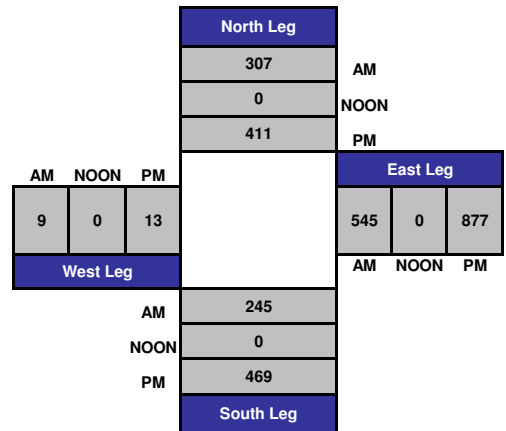 North Leg
307 AM
0 NOON
411 PM
AM NOON PM
East Leg
9 0 13
545 0 877
West Leg
AM NOON PM
AM 245
NOON 0
PM 469
South Leg